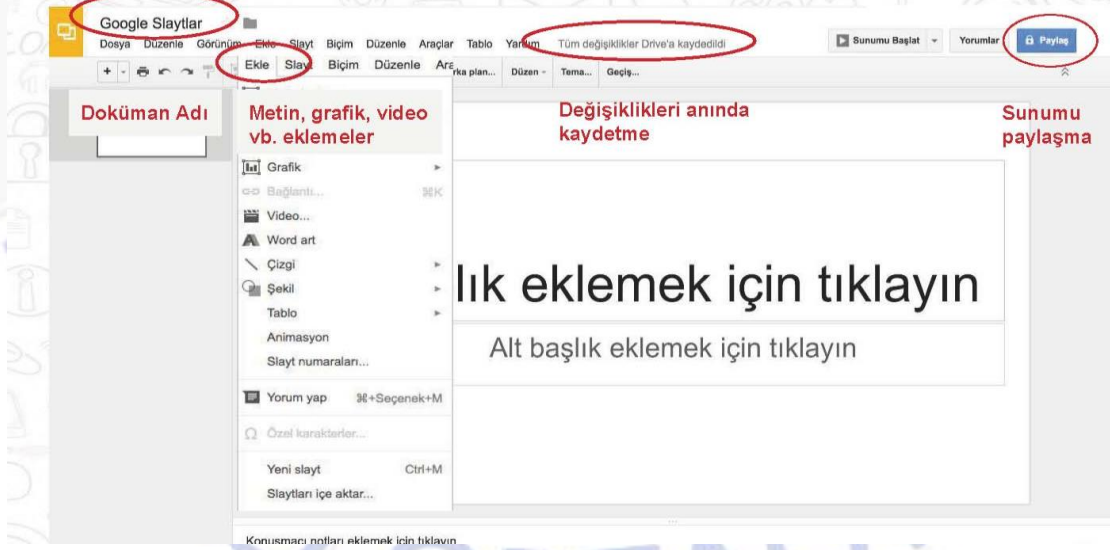 Google Slaytlar
Dosya Düzenle Görünüm Ekle Slayt Biçim Düzenle Araçlar Tablo Yardım Tüm değişiklikler Drive'a kaydedildi
Sunumu Başlat Yorumlar Paylaş
Ekle Slayt Biçim Düzenle
rka plan... Düzen Tema... Geçiş...
Doküman Adı
Metin, grafik, video
vb. eklemeler
Değişiklikleri anında
kaydetme
Sunumu
paylaşma
Grafik
Bağlantı... ⌘K
Video...
Word art
Çizgi
Şekil
Tablo
Animasyon
Slayt numaraları...
Yorum yap ⌘+Seçenek+M
Özel karakterler...
Yeni slayt Ctrl+M
Slaytları içe aktar...
lık eklemek için tıklayın
Alt başlık eklemek için tıklayın
Konuşmacı notları eklemek için tıklayın